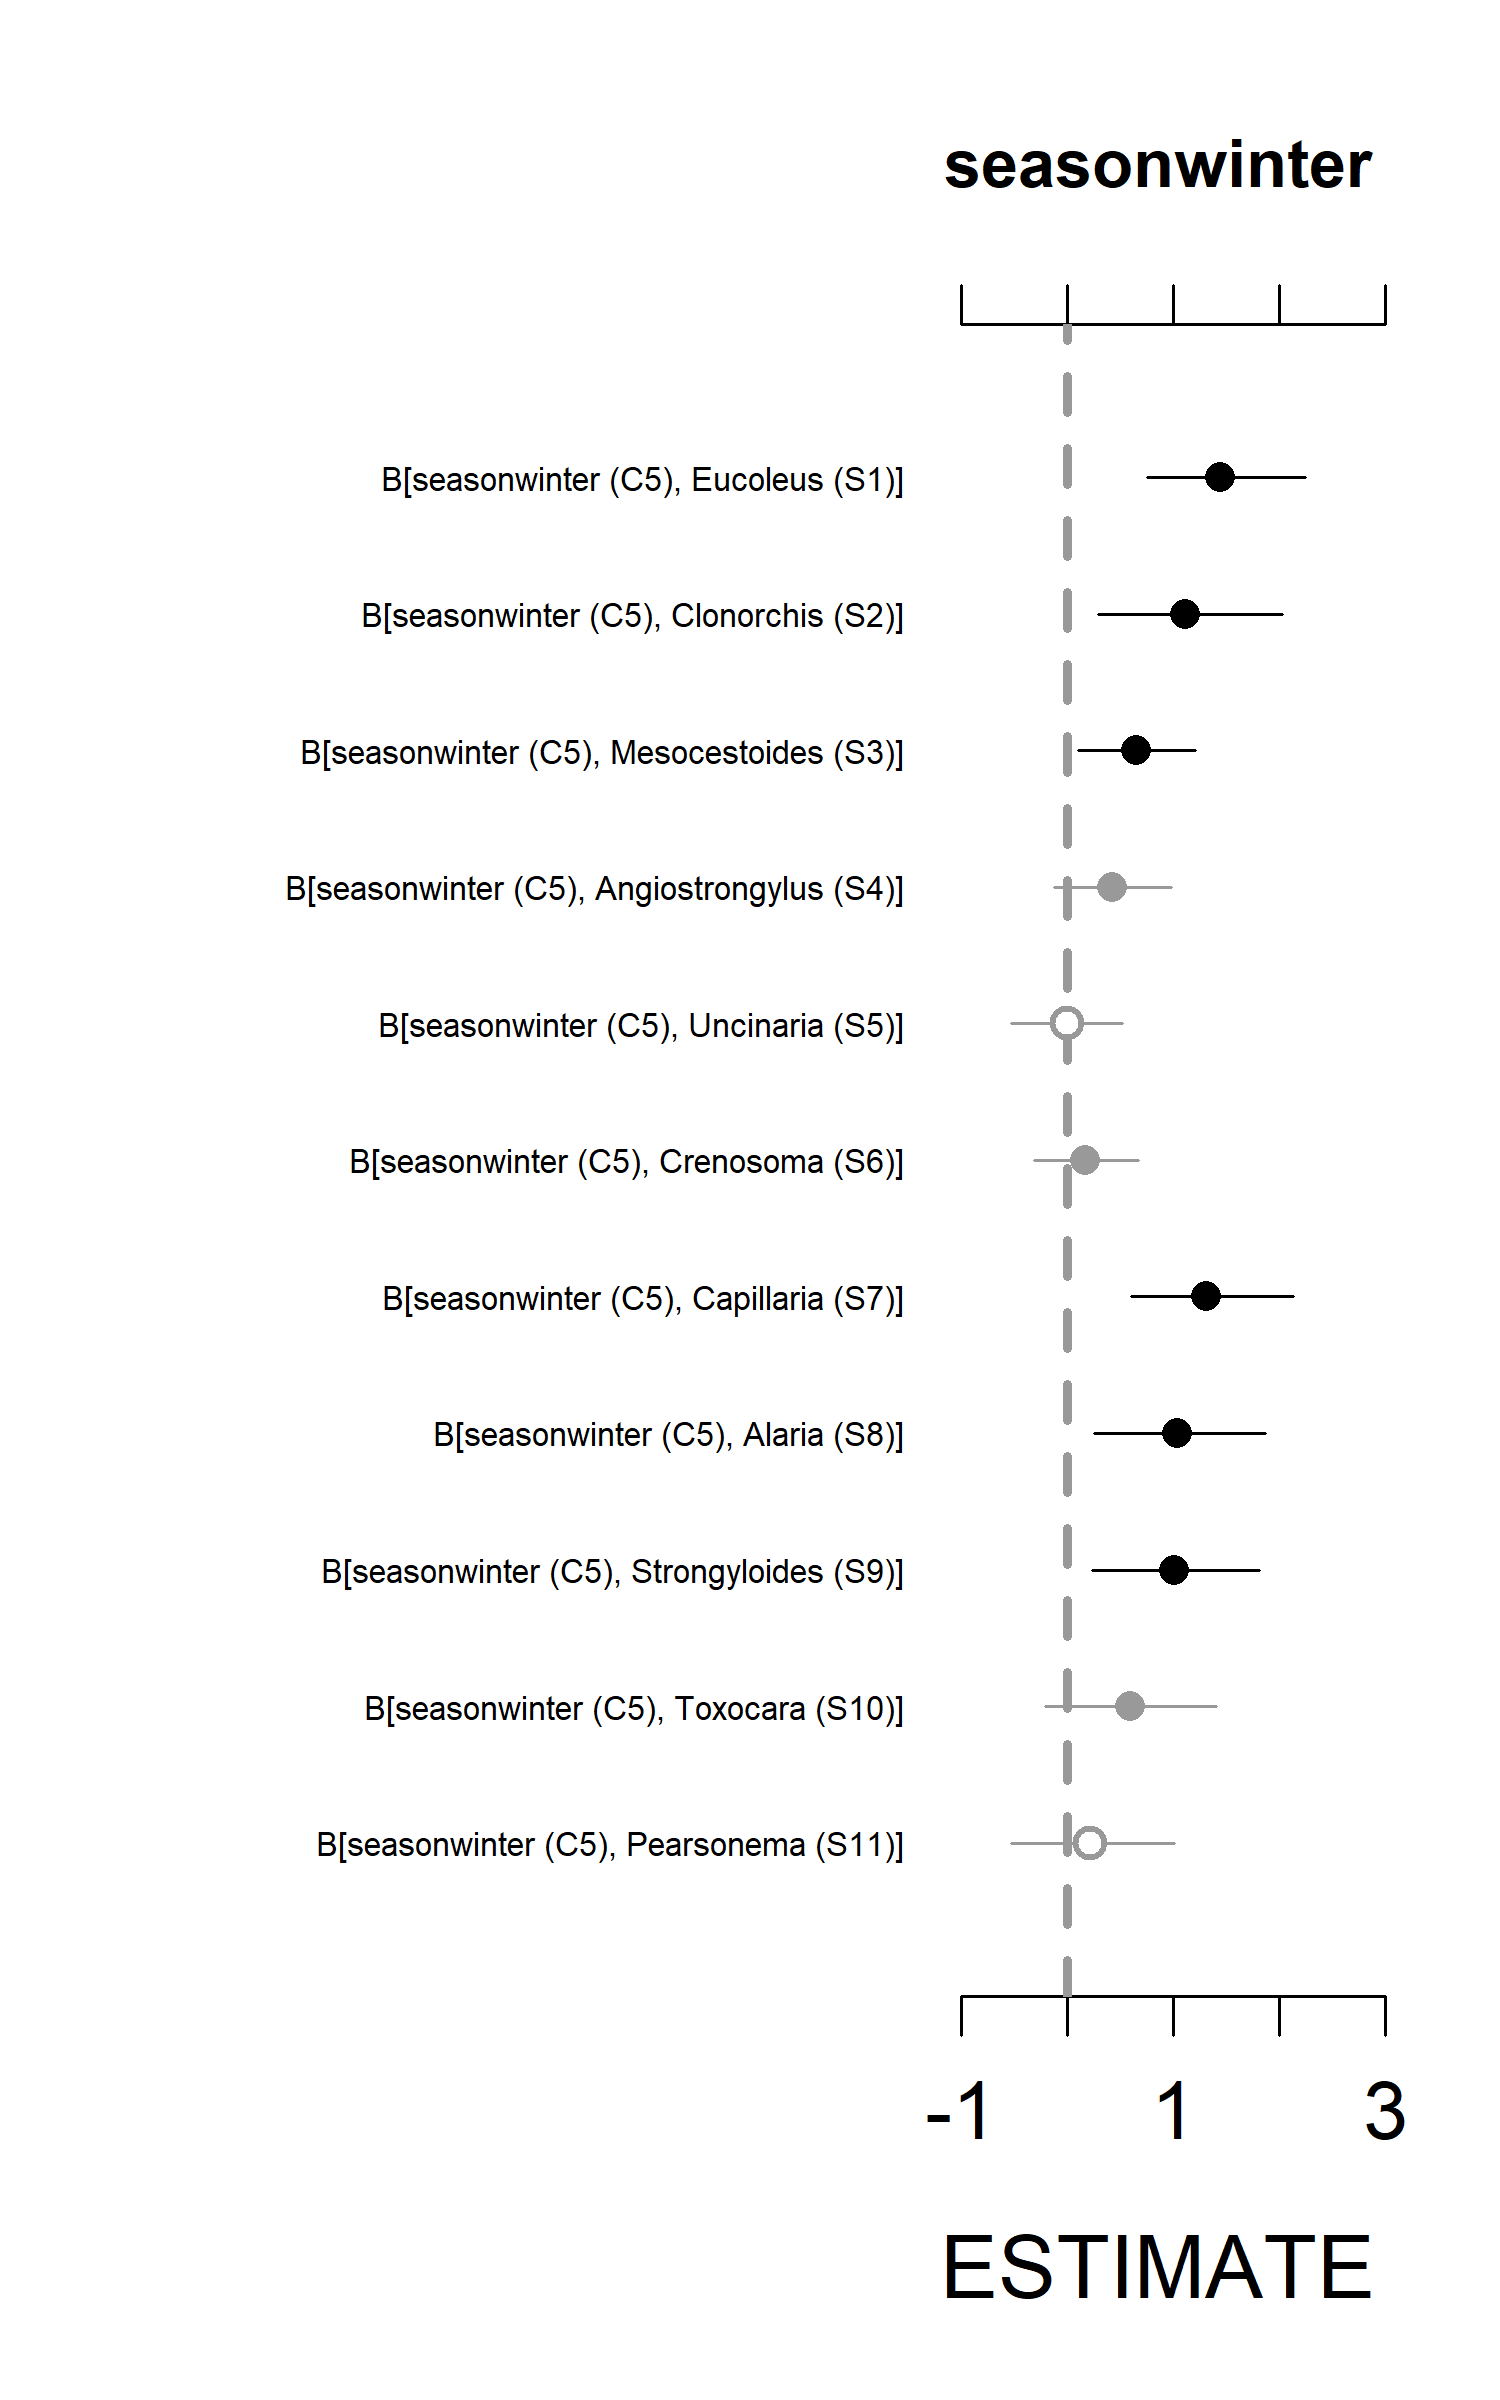 seasonwinter
B[seasonwinter (C5), Eucoleus (S1)]
B[seasonwinter (C5), Clonorchis (S2)]
B[seasonwinter (C5), Mesocestoides (S3)]
B[seasonwinter (C5), Angiostrongylus (S4)]
B[seasonwinter (C5), Uncinaria (S5)]
B[seasonwinter (C5), Crenosoma (S6)]
B[seasonwinter (C5), Capillaria (S7)]
B[seasonwinter (C5), Alaria (S8)]
B[seasonwinter (C5), Strongyloides (S9)]
B[seasonwinter (C5), Toxocara (S10)]
B[seasonwinter (C5), Pearsonema (S11)]
-1 1 3
ESTIMATE